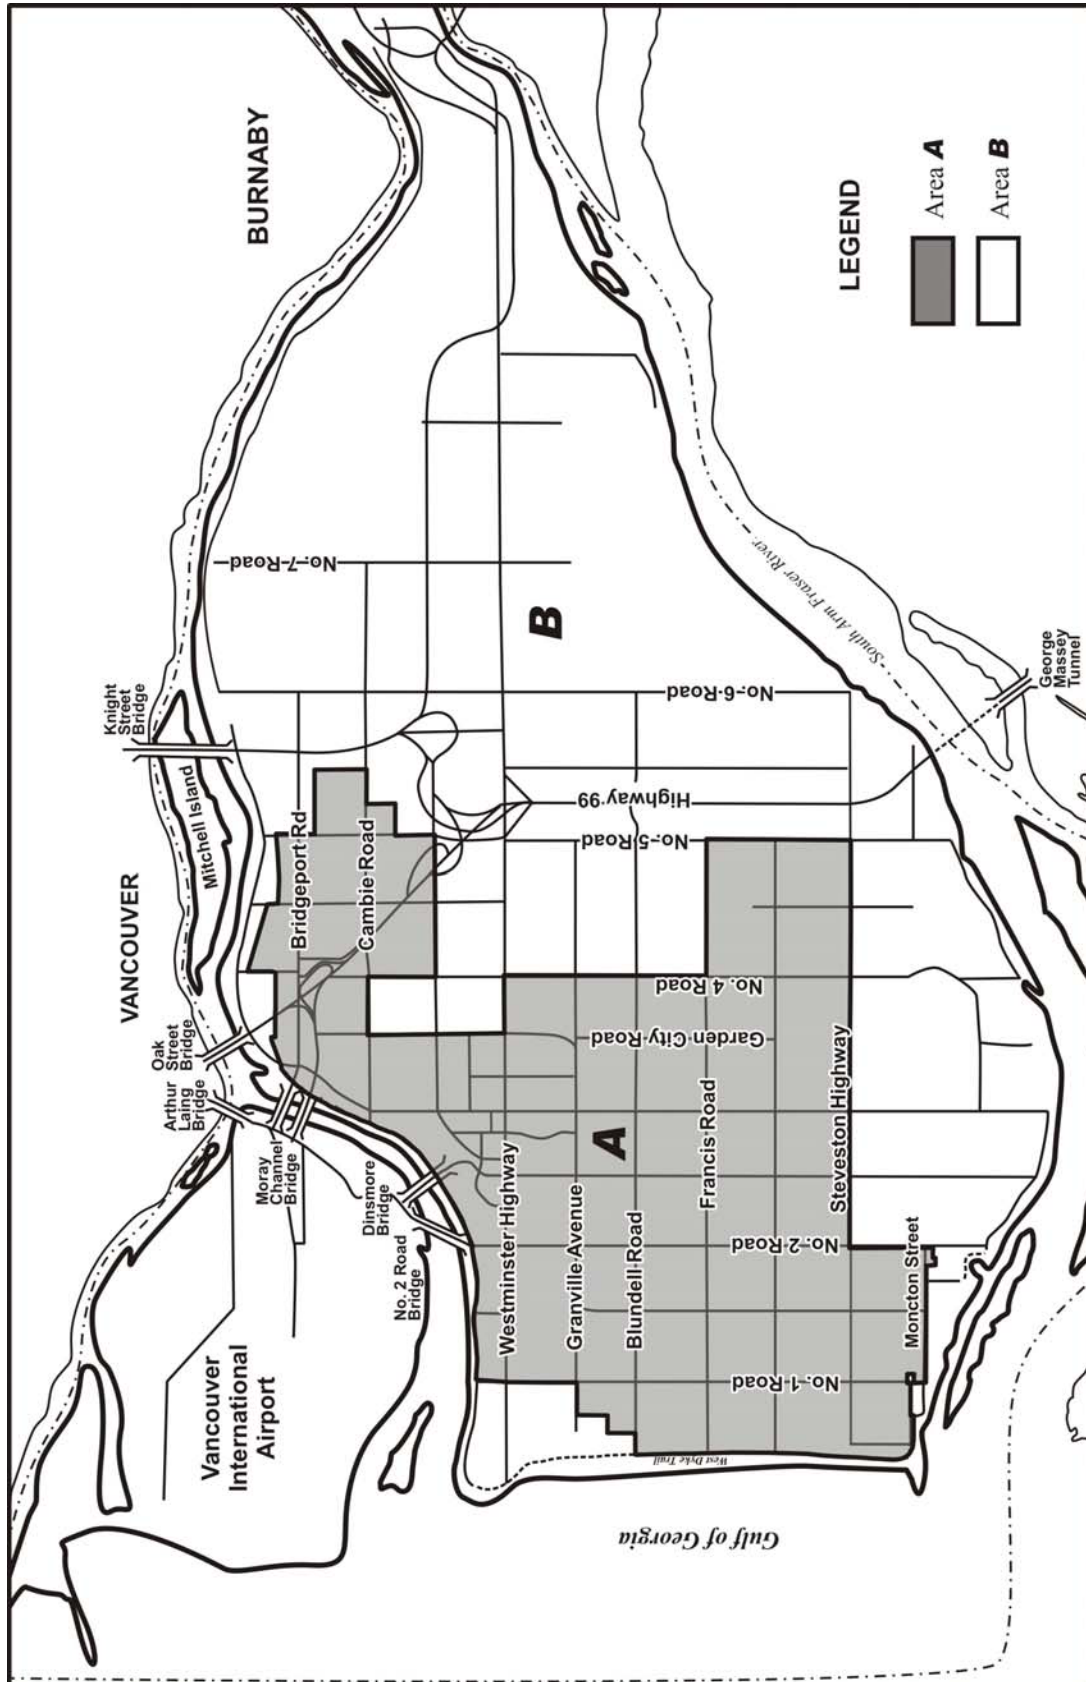 BURNABY
VANCOUVER
Knight
Street
Bridge
Mitchell Island
Oak
Street
Bridge
Arthur
Laing
Bridge
Moray
Channel
Bridge
Dinsmore
Bridge
No. 2 Road
Bridge
Vancouver
International
Airport
Bridgeport Rd
Cambie Road
Westminster Highway
Granville Avenue
Blundell Road
Francis Road
Steveston Highway
Moncton Street
No. 7 Road
No. 6 Road
Highway 99
No. 5 Road
No. 4 Road
Garden City Road
No. 2 Road
No. 1 Road
West Dyke Trail
Gulf of Georgia
South Arm Fraser River
George
Massey
Tunnel
A
B
LEGEND
Area A
Area B